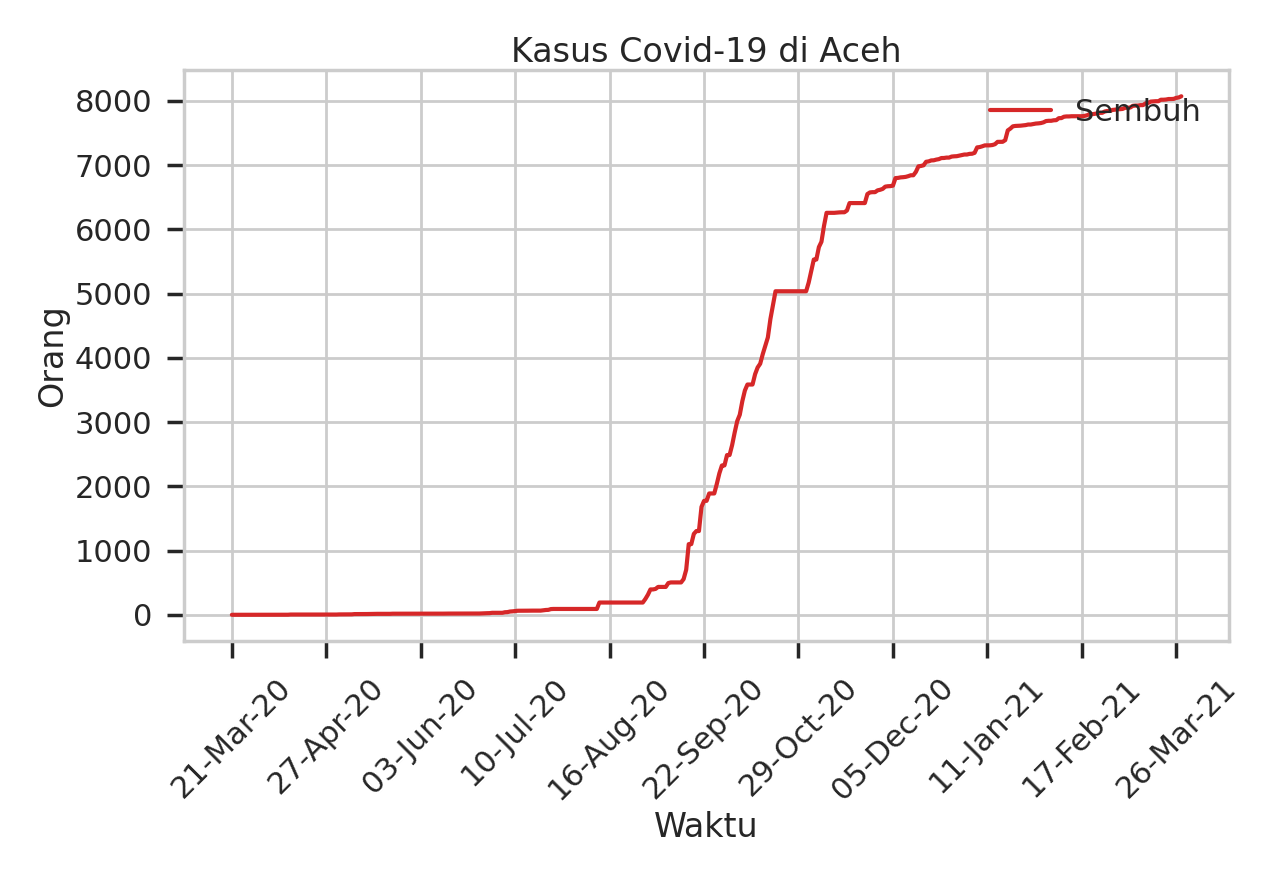 Kasus Covid-19 di Aceh
Sembuh
Orang
8000
7000
6000
5000
4000
3000
2000
1000
0
21-Mar-20
27-Apr-20
03-Jun-20
10-Jul-20
16-Aug-20
22-Sep-20
29-Oct-20
05-Dec-20
11-Jan-21
17-Feb-21
26-Mar-21
Waktu